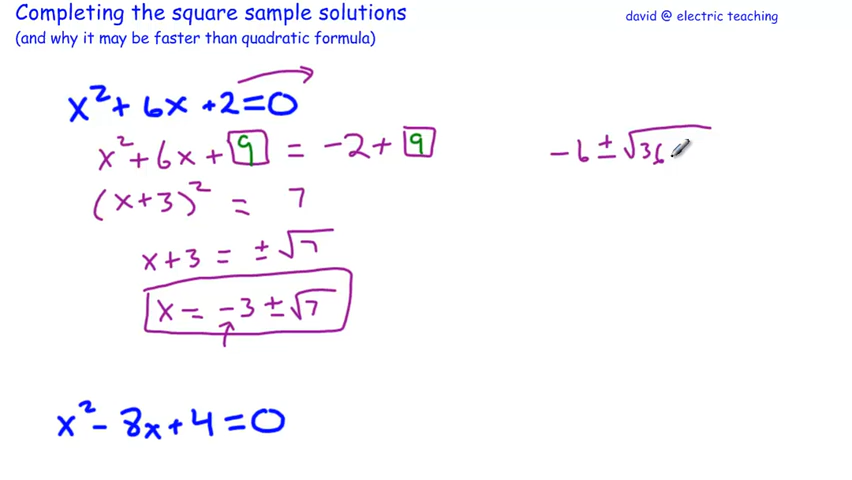 Completing the square sample solutions
david @ electric teaching
(and why it may be faster than quadratic formula)
x² + 6x + 2 = 0
x² + 6x + 9 = -2 + 9
-6 ± √36
(x + 3)² = 7
x + 3 = ± √7
x = -3 ± √7
x² - 8x + 4 = 0